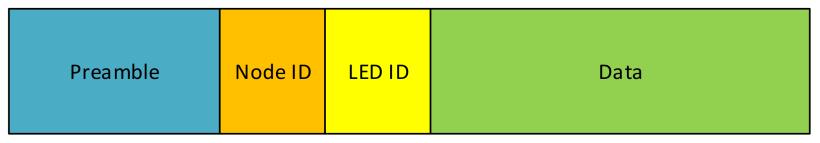 Preamble
Node ID
LED ID
Data